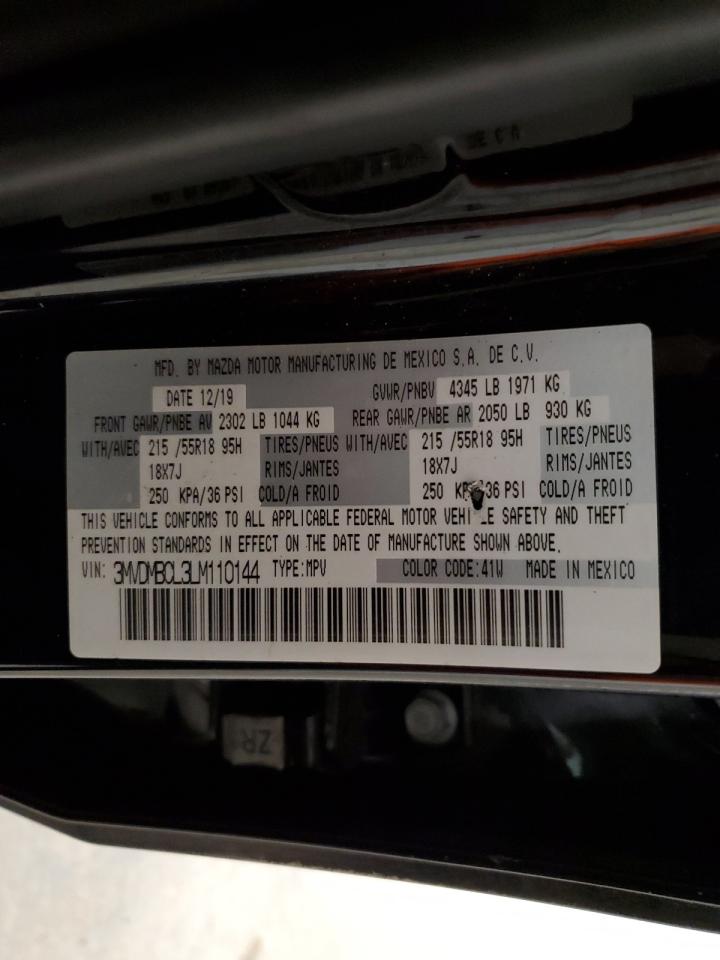 DE C A
MFD. BY MAZDA MOTOR MANUFACTURING DE MEXICO S.A. DE C.V.
DATE 12/19 GVWR/PNBV 4345 LB 1971 KG
FRONT GAWR/PNBE AV 2302 LB 1044 KG REAR GAWR/PNBE AR 2050 LB 930 KG
WITH/AVEC 215 /55R18 95H TIRES/PNEUS WITH/AVEC 215 /55R18 95H TIRES/PNEUS
18X7J RIMS/JANTES 18X7J RIMS/JANTES
250 KPA/36 PSI COLD/A FROID 250 KP /36 PSI COLD/A FROID
THIS VEHICLE CONFORMS TO ALL APPLICABLE FEDERAL MOTOR VEHI LE SAFETY AND THEFT
PREVENTION STANDARDS IN EFFECT ON THE DATE OF MANUFACTURE SHOWN ABOVE.
VIN: 3MVDMBCL3LM110144 TYPE:MPV COLOR CODE:41W MADE IN MEXICO
ZR